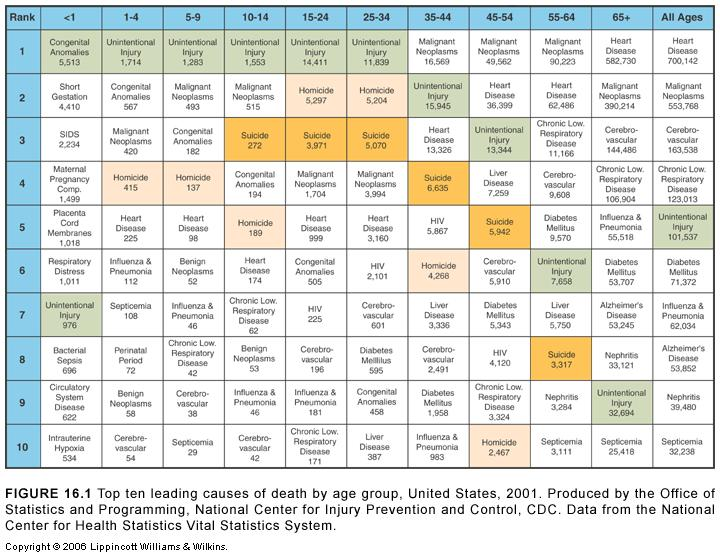 Rank <1 1-4 5-9 10-14 15-24 25-34 35-44 45-54 55-64 65+ All Ages
1 Congenital Anomalies 5,513 Unintentional Injury 1,714 Unintentional Injury 1,283 Unintentional Injury 1,553 Unintentional Injury 14,411 Unintentional Injury 11,839 Malignant Neoplasms 16,569 Malignant Neoplasms 49,562 Malignant Neoplasms 90,223 Heart Disease 582,730 Heart Disease 700,142
2 Short Gestation 4,410 Congenital Anomalies 567 Malignant Neoplasms 493 Malignant Neoplasms 515 Homicide 5,297 Homicide 5,204 Unintentional Injury 15,945 Heart Disease 36,399 Heart Disease 62,486 Malignant Neoplasms 390,214 Malignant Neoplasms 553,768
3 SIDS 2,234 Malignant Neoplasms 420 Congenital Anomalies 182 Suicide 272 Suicide 3,971 Suicide 5,070 Heart Disease 13,326 Unintentional Injury 13,344 Chronic Low. Respiratory Disease 11,166 Cerebro- vascular 144,486 Cerebro- vascular 163,538
4 Maternal Pregnancy Comp. 1,499 Homicide 415 Homicide 137 Congenital Anomalies 194 Malignant Neoplasms 1,704 Malignant Neoplasms 3,994 Suicide 6,635 Liver Disease 7,259 Cerebro- vascular 9,608 Chronic Low. Respiratory Disease 106,904 Chronic Low. Respiratory Disease 123,013
5 Placenta Cord Membranes 1,018 Heart Disease 225 Heart Disease 98 Homicide 189 Heart Disease 999 Heart Disease 3,160 HIV 5,867 Suicide 5,942 Diabetes Mellitus 9,570 Influenza & Pneumonia 55,518 Unintentional Injury 101,537
6 Respiratory Distress 1,011 Influenza & Pneumonia 112 Benign Neoplasms 52 Heart Disease 174 Congenital Anomalies 505 HIV 2,101 Homicide 4,268 Cerebro- vascular 5,910 Unintentional Injury 7,658 Diabetes Mellitus 53,707 Diabetes Mellitus 71,372
7 Unintentional Injury 976 Septicemia 108 Influenza & Pneumonia 46 Chronic Low. Respiratory Disease 62 HIV 225 Cerebro- vascular 601 Liver Disease 3,336 Diabetes Mellitus 5,343 Liver Disease 5,750 Alzheimer's Disease 53,245 Influenza & Pneumonia 62,034
8 Bacterial Sepsis 696 Perinatal Period 72 Chronic Low. Respiratory Disease 42 Benign Neoplasms 53 Cerebro- vascular 196 Diabetes Mellitus 595 Cerebro- vascular 2,491 HIV 4,120 Suicide 3,317 Nephritis 33,121 Alzheimer's Disease 53,852
9 Circulatory System Disease 622 Benign Neoplasms 58 Cerebro- vascular 38 Influenza & Pneumonia 46 Influenza & Pneumonia 181 Congenital Anomalies 458 Diabetes Mellitus 1,958 Chronic Low. Respiratory Disease 3,324 Nephritis 3,284 Unintentional Injury 32,694 Nephritis 39,480
10 Intrauterine Hypoxia 534 Cerebro- vascular 54 Septicemia 29 Cerebro- vascular 42 Chronic Low. Respiratory Disease 171 Liver Disease 387 Influenza & Pneumonia 983 Homicide 2,467 Septicemia 3,111 Septicemia 25,418 Septicemia 32,238
FIGURE 16.1 Top ten leading causes of death by age group, United States, 2001. Produced by the Office of
Statistics and Programming, National Center for Injury Prevention and Control, CDC. Data from the National
Center for Health Statistics Vital Statistics System.
Copyright © 2006 Lippincott Williams & Wilkins.